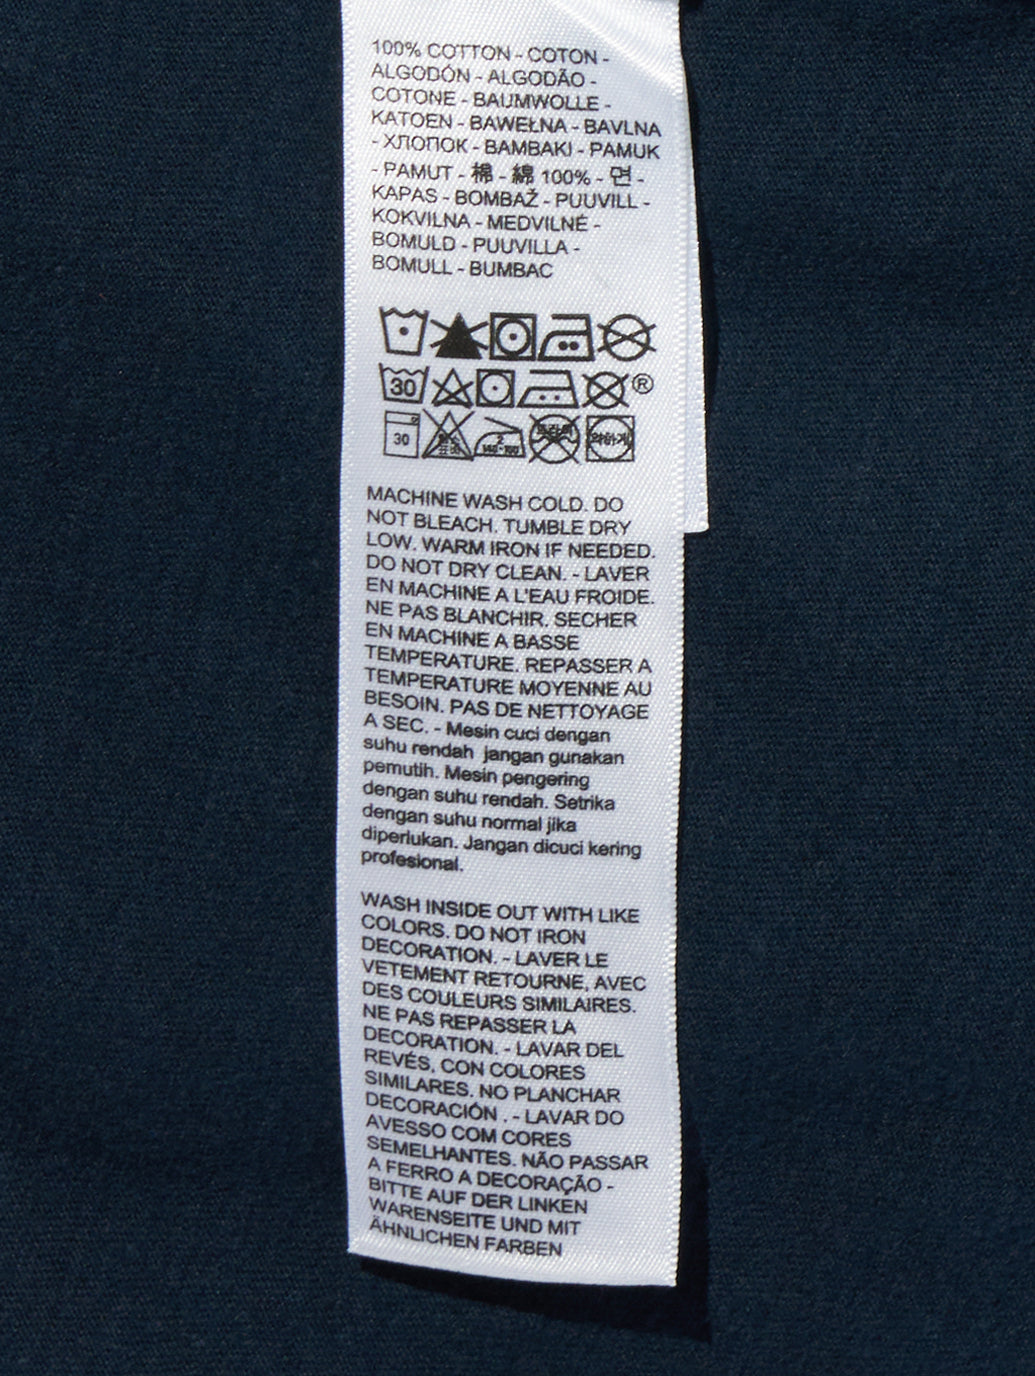 100% COTTON - COTON -
ALGODÓN - ALGODÃO -
COTONE - BAUMWOLLE -
KATOEN - BAWEŁNA - BAVLNA
- ХЛОПОК - BAMBAKI - PAMUK
- PAMUT - 棉 - 綿 100% - 면 -
KAPAS - BOMBAŽ - PUUVILL -
KOKVILNA - MEDVILNÉ -
BOMULD - PUUVILLA -
BOMULL - BUMBAC
30 ®
30 약하게
MACHINE WASH COLD. DO
NOT BLEACH. TUMBLE DRY
LOW. WARM IRON IF NEEDED.
DO NOT DRY CLEAN. - LAVER
EN MACHINE A L'EAU FROIDE.
NE PAS BLANCHIR. SECHER
EN MACHINE A BASSE
TEMPERATURE. REPASSER A
TEMPERATURE MOYENNE AU
BESOIN. PAS DE NETTOYAGE
A SEC. - Mesin cuci dengan
suhu rendah jangan gunakan
pemutih. Mesin pengering
dengan suhu rendah. Setrika
dengan suhu normal jika
diperlukan. Jangan dicuci kering
profesional.
WASH INSIDE OUT WITH LIKE
COLORS. DO NOT IRON
DECORATION. - LAVER LE
VETEMENT RETOURNE, AVEC
DES COULEURS SIMILAIRES.
NE PAS REPASSER LA
DECORATION. - LAVAR DEL
REVÉS, CON COLORES
SIMILARES. NO PLANCHAR
DECORACIÓN . - LAVAR DO
AVESSO COM CORES
SEMELHANTES. NÃO PASSAR
A FERRO A DECORAÇÃO -
BITTE AUF DER LINKEN
WARENSEITE UND MIT
ÄHNLICHEN FARBEN